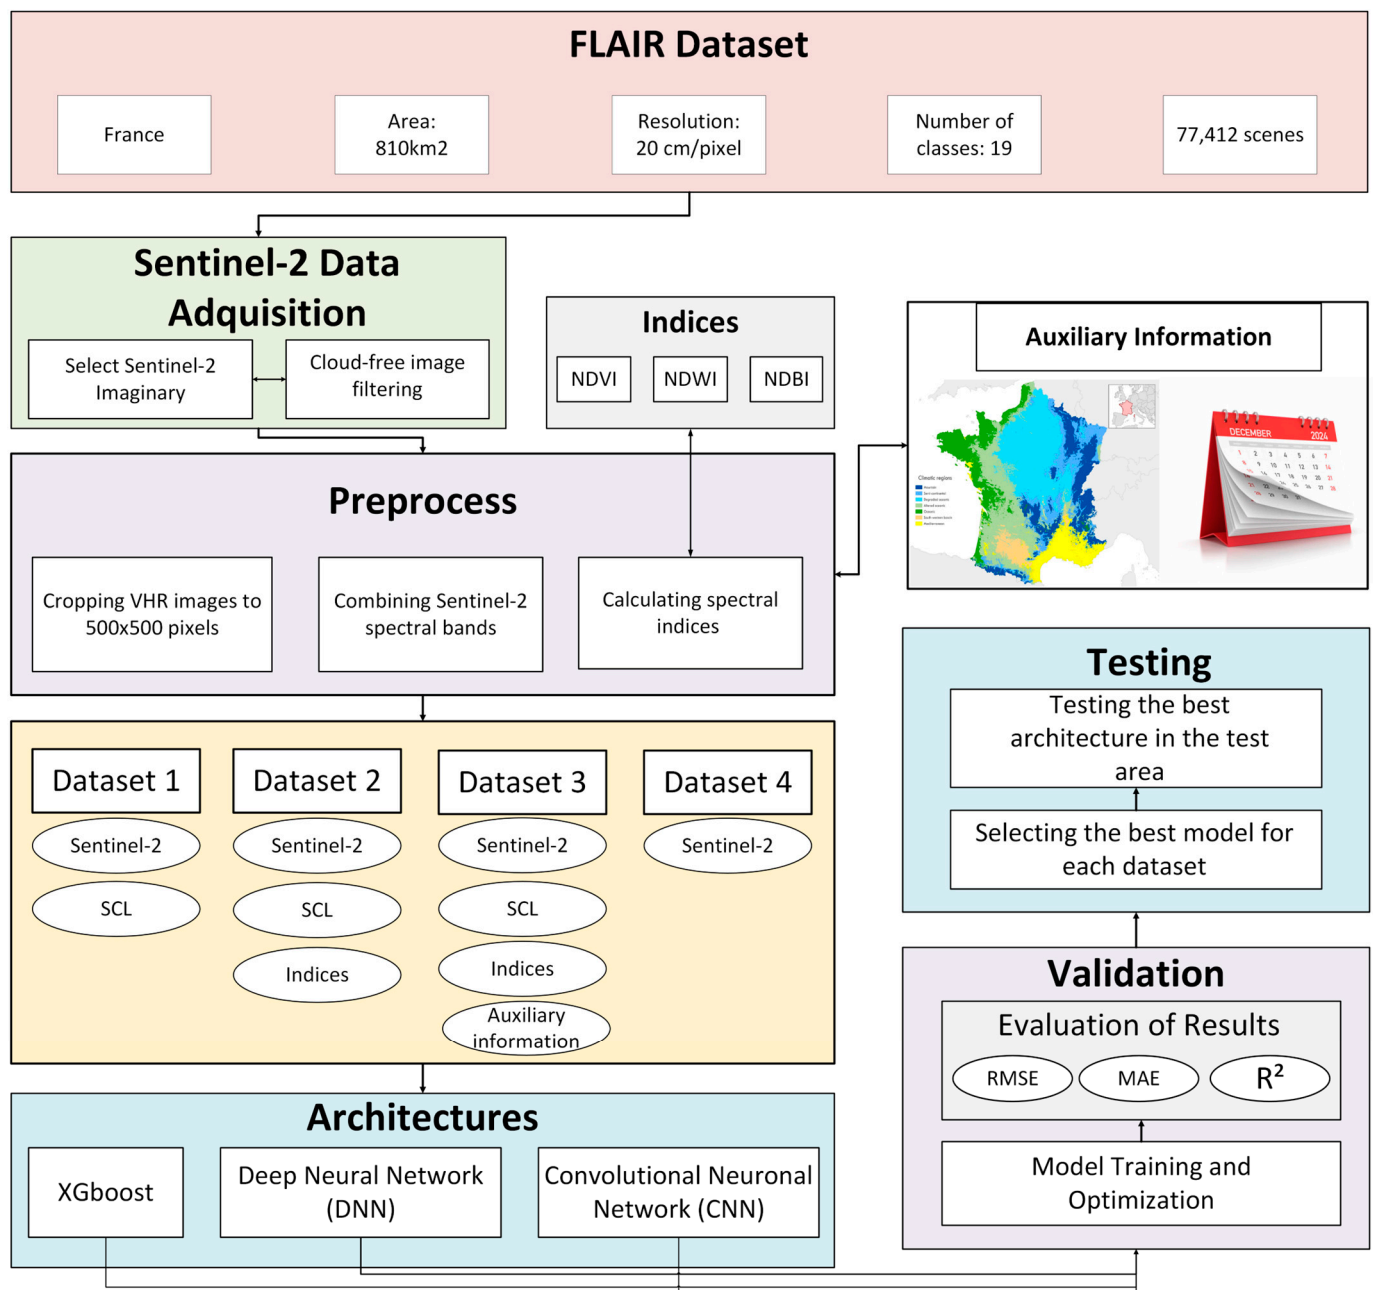 FLAIR Dataset
France
Area:
810km2
Resolution:
20 cm/pixel
Number of
classes: 19
77,412 scenes
Sentinel-2 Data
Adquisition
Select Sentinel-2
Imaginary
Cloud-free image
filtering
Indices
NDVI
NDWI
NDBI
Auxiliary Information
Climatic regions
DECEMBER
2024
Preprocess
Cropping VHR images to
500x500 pixels
Combining Sentinel-2
spectral bands
Calculating spectral
indices
Dataset 1
Sentinel-2
SCL
Dataset 2
Sentinel-2
SCL
Indices
Dataset 3
Sentinel-2
SCL
Indices
Auxiliary
information
Dataset 4
Sentinel-2
Architectures
XGboost
Deep Neural Network
(DNN)
Convolutional Neuronal
Network (CNN)
Testing
Testing the best
architecture in the test
area
Selecting the best model for
each dataset
Validation
Evaluation of Results
RMSE
MAE
R²
Model Training and
Optimization